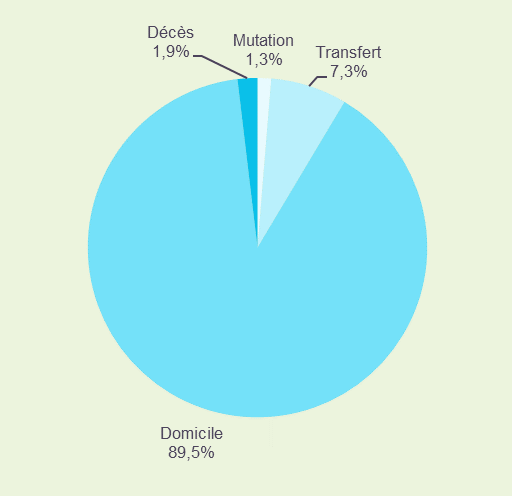 Décès
1,9%
Mutation
1,3%
Transfert
7,3%
Domicile
89,5%